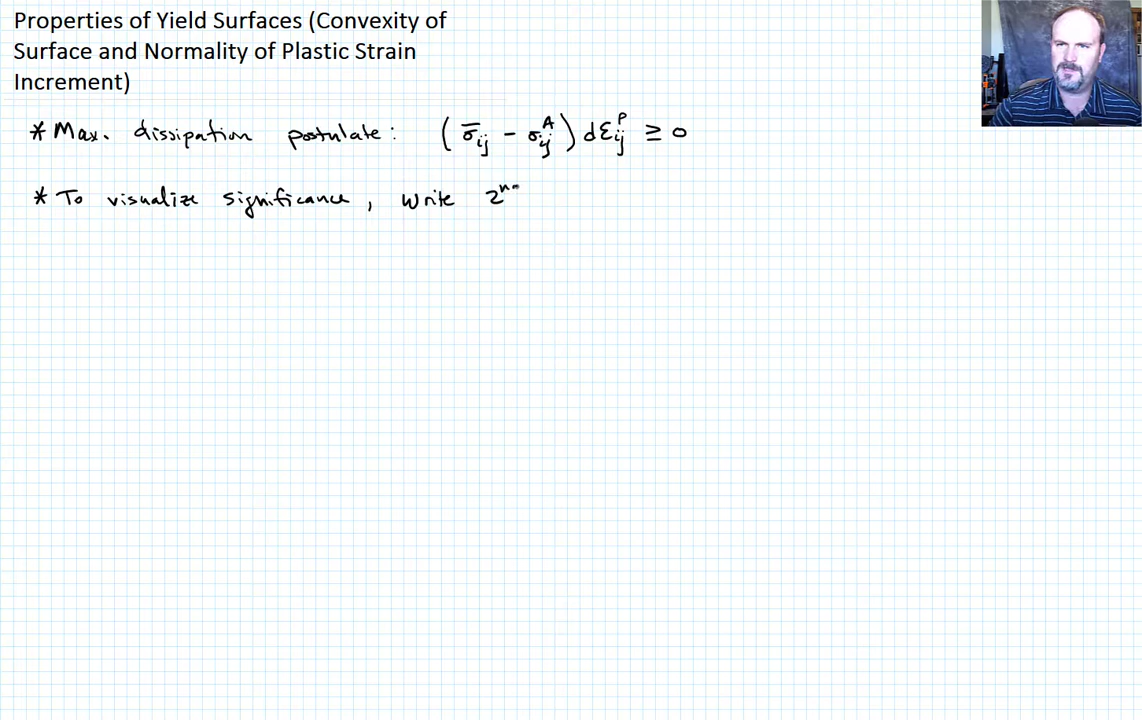 Properties of Yield Surfaces (Convexity of
Surface and Normality of Plastic Strain
Increment)
* Max. dissipation postulate: (σ̅ij - σijᴬ) dεijᴾ ≥ 0
* To visualize significance, write 2ⁿ